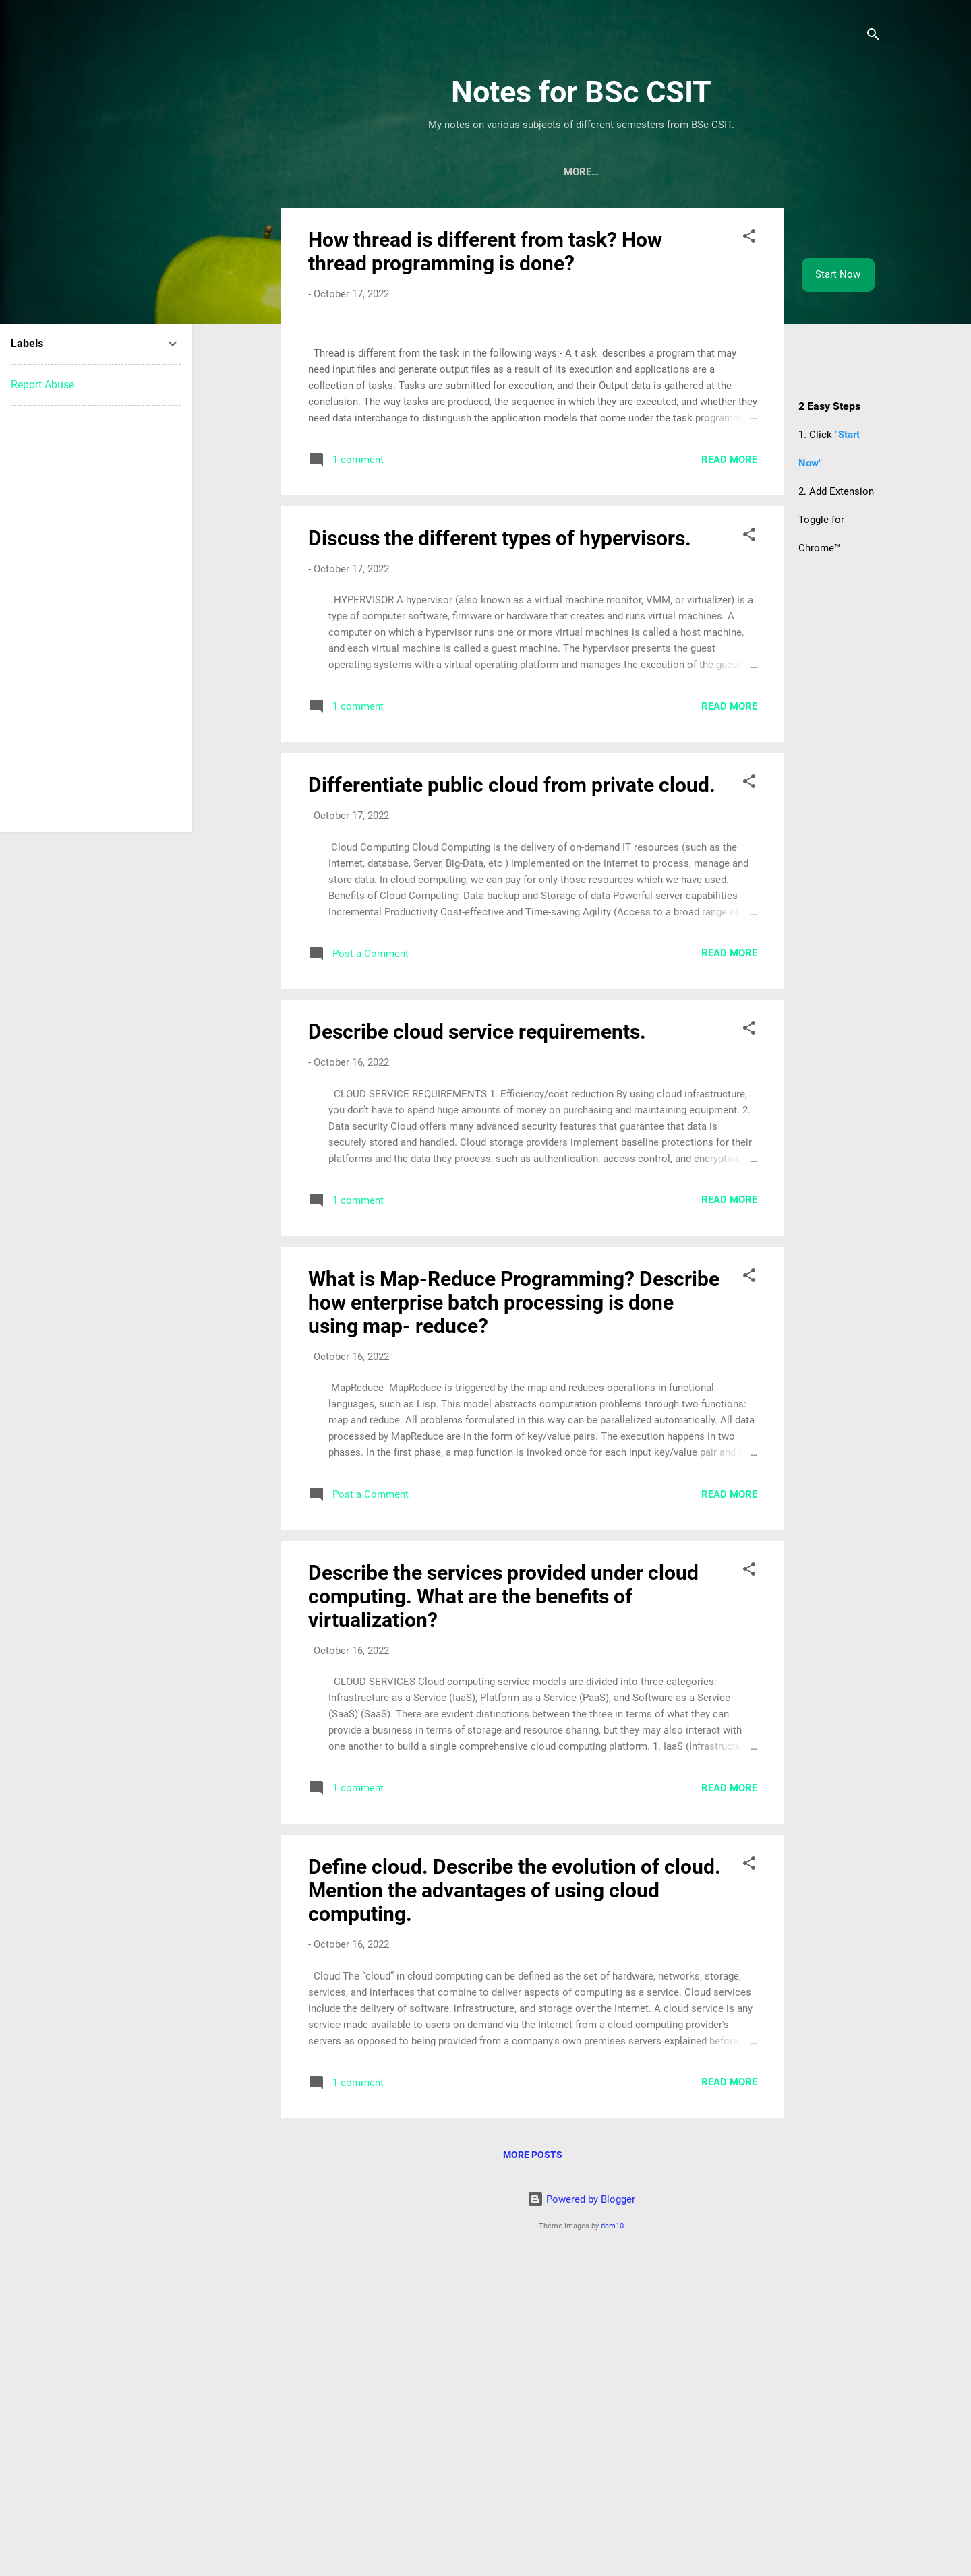 Notes for BSc CSIT
My notes on various subjects of different semesters from BSc CSIT.
MORE…
How thread is different from task? How
thread programming is done?
- October 17, 2022
Thread is different from the task in the following ways:- A t ask describes a program that may
need input files and generate output files as a result of its execution and applications are a
collection of tasks. Tasks are submitted for execution, and their Output data is gathered at the
conclusion. The way tasks are produced, the sequence in which they are executed, and whether they
need data interchange to distinguish the application models that come under the task programm …
1 comment
READ MORE
Start Now
Labels
Report Abuse
2 Easy Steps
1. Click "Start
Now"
2. Add Extension
Toggle for
Chrome™
Discuss the different types of hypervisors.
- October 17, 2022
HYPERVISOR A hypervisor (also known as a virtual machine monitor, VMM, or virtualizer) is a
type of computer software, firmware or hardware that creates and runs virtual machines. A
computer on which a hypervisor runs one or more virtual machines is called a host machine,
and each virtual machine is called a guest machine. The hypervisor presents the guest
operating systems with a virtual operating platform and manages the execution of the guest …
1 comment
READ MORE
Differentiate public cloud from private cloud.
- October 17, 2022
Cloud Computing Cloud Computing is the delivery of on-demand IT resources (such as the
Internet, database, Server, Big-Data, etc ) implemented on the internet to process, manage and
store data. In cloud computing, we can pay for only those resources which we have used.
Benefits of Cloud Computing: Data backup and Storage of data Powerful server capabilities
Incremental Productivity Cost-effective and Time-saving Agility (Access to a broad range of …
Post a Comment
READ MORE
Describe cloud service requirements.
- October 16, 2022
CLOUD SERVICE REQUIREMENTS 1. Efficiency/cost reduction By using cloud infrastructure,
you don’t have to spend huge amounts of money on purchasing and maintaining equipment. 2.
Data security Cloud offers many advanced security features that guarantee that data is
securely stored and handled. Cloud storage providers implement baseline protections for their
platforms and the data they process, such as authentication, access control, and encryption. …
1 comment
READ MORE
What is Map-Reduce Programming? Describe
how enterprise batch processing is done
using map- reduce?
- October 16, 2022
MapReduce MapReduce is triggered by the map and reduces operations in functional
languages, such as Lisp. This model abstracts computation problems through two functions:
map and reduce. All problems formulated in this way can be parallelized automatically. All data
processed by MapReduce are in the form of key/value pairs. The execution happens in two
phases. In the first phase, a map function is invoked once for each input key/value pair and …
Post a Comment
READ MORE
Describe the services provided under cloud
computing. What are the benefits of
virtualization?
- October 16, 2022
CLOUD SERVICES Cloud computing service models are divided into three categories:
Infrastructure as a Service (IaaS), Platform as a Service (PaaS), and Software as a Service
(SaaS) (SaaS). There are evident distinctions between the three in terms of what they can
provide a business in terms of storage and resource sharing, but they may also interact with
one another to build a single comprehensive cloud computing platform. 1. IaaS (Infrastructu …
1 comment
READ MORE
Define cloud. Describe the evolution of cloud.
Mention the advantages of using cloud
computing.
- October 16, 2022
Cloud The “cloud” in cloud computing can be defined as the set of hardware, networks, storage,
services, and interfaces that combine to deliver aspects of computing as a service. Cloud services
include the delivery of software, infrastructure, and storage over the Internet. A cloud service is any
service made available to users on demand via the Internet from a cloud computing provider's
servers as opposed to being provided from a company's own premises servers explained before. …
1 comment
READ MORE
MORE POSTS
Powered by Blogger
Theme images by dem10